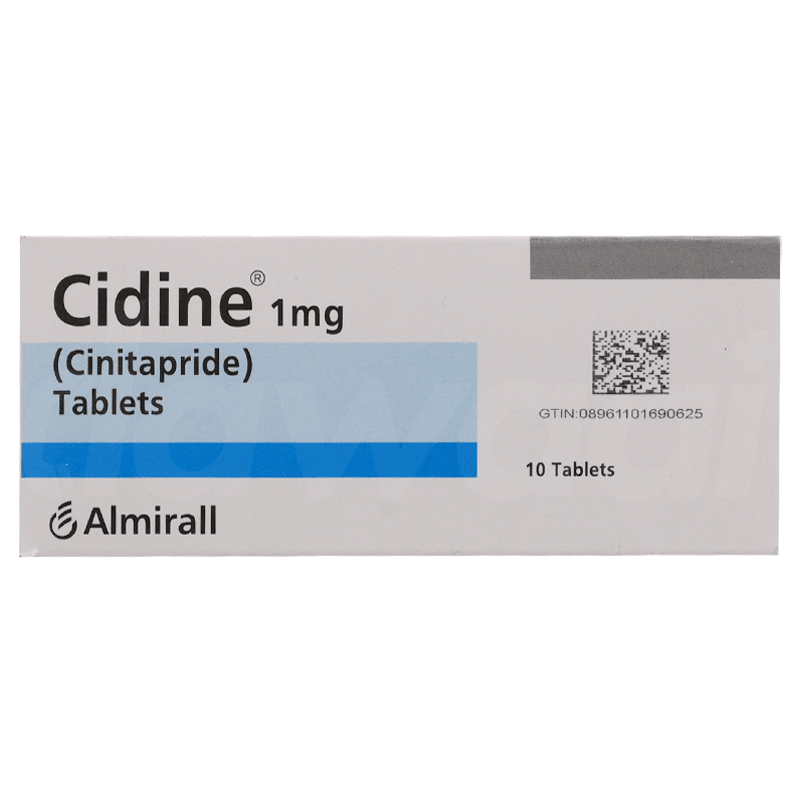 Cidine® 1mg
(Cinitapride)
Tablets
GTIN:08961101690625
10 Tablets
Almirall